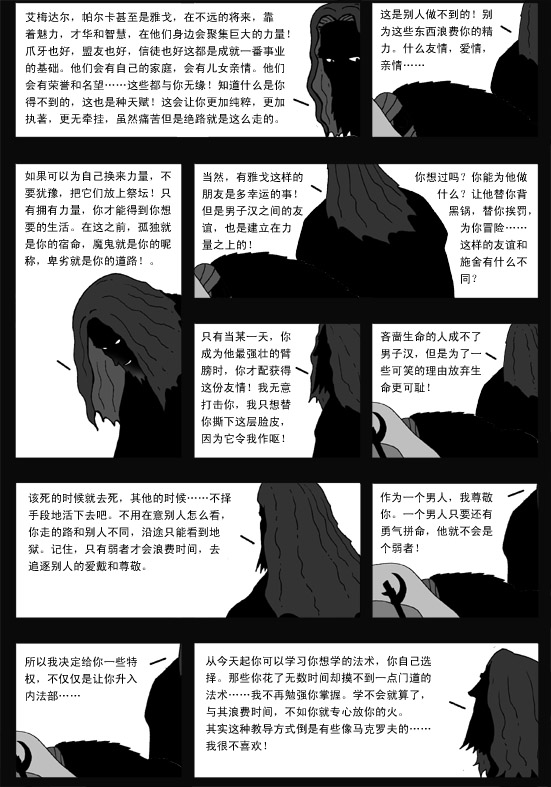 艾梅达尔，帕尔卡甚至是雅戈，在不远的将来，靠
着魅力，才华和智慧，在他们身边会聚集巨大的力量！
爪牙也好，盟友也好，信徒也好这都是成就一番事业
的基础。他们会有自己的家庭，会有儿女亲情。他们
会有荣誉和名望……这些都与你无缘！知道什么是你
得不到的，这也是种天赋！这会让你更加纯粹，更加
执著，更无牵挂，虽然痛苦但是绝路就是这么走的。
这是别人做不到的！别
为这些东西浪费你的精
力。什么友情，爱情，
亲情……
如果可以为自己换来力量，不
要犹豫，把它们放上祭坛！只
有拥有力量，你才能得到你想
要的生活。在这之前，孤独就
是你的宿命，魔鬼就是你的昵
称，卑劣就是你的道路！。
当然，有雅戈这样的
朋友是多幸运的事！
但是男子汉之间的友
谊，也是建立在力
量之上的！
你想过吗？你能为他做
什么？让他替你背
黑锅，替你挨罚，
为你冒险……
这样的友谊和
施舍有什么不
同？
只有当某一天，你
成为他最强壮的臂
膀时，你才配获得
这份友情！我无意
打击你，我只想替
你撕下这层脸皮，
因为它令我作呕！
吝啬生命的人成不了
男子汉，但是为了一
些可笑的理由放弃生
命更可耻！
该死的时候就去死，其他的时候……不择
手段地活下去吧。不用在意别人怎么看，
你走的路和别人不同，沿途只能看到地
狱。记住，只有弱者才会浪费时间，去
追逐别人的爱戴和尊敬。
作为一个男人，我尊敬
你。一个男人只要还有
勇气拼命，他就不会是
个弱者！
所以我决定给你一些特
权，不仅仅是让你升入
内法部……
从今天起你可以学习你想学的法术，你自己选
择。那些你花了无数时间却摸不到一点门道的
法术……我不再勉强你掌握。学不会就算了，
与其浪费时间，不如你就专心放你的火。
其实这种教导方式倒是有些像马克罗夫的……
我很不喜欢！